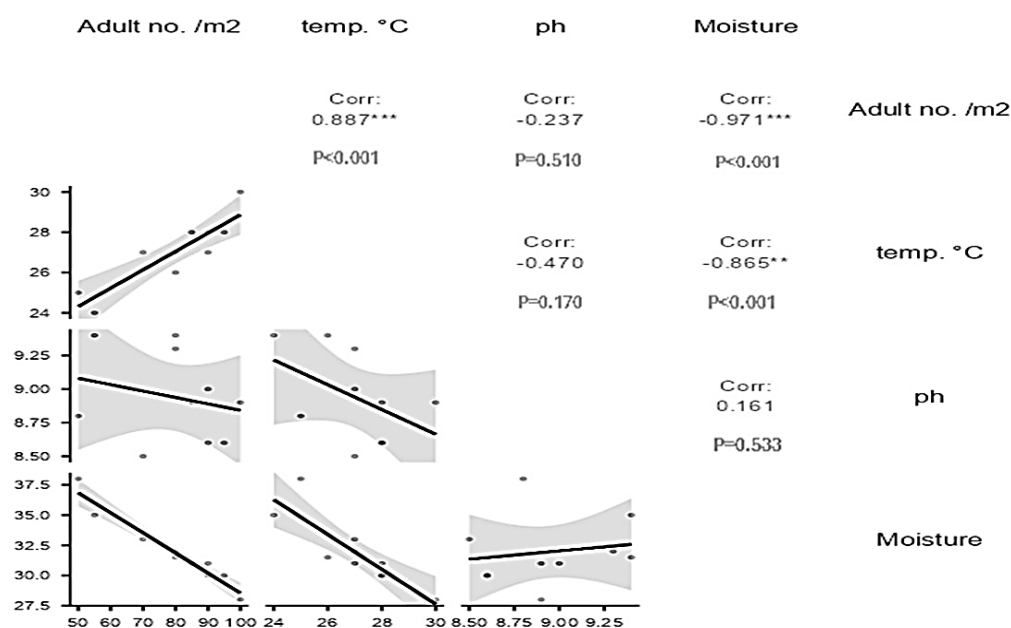 Adult no. /m2 temp. °C ph Moisture
Corr: Corr: Corr:
0.887*** -0.237 -0.971*** Adult no. /m2
P<0.001 P=0.510 P<0.001
30
28
26
24
Corr: Corr:
-0.470 -0.865** temp. °C
P=0.170 P<0.001
9.25
9.00
8.75
8.50
Corr:
0.161 ph
P=0.533
37.5
35.0
32.5
30.0
27.5
Moisture
50 60 70 80 90 100 24 26 28 30 8.50 8.75 9.00 9.25